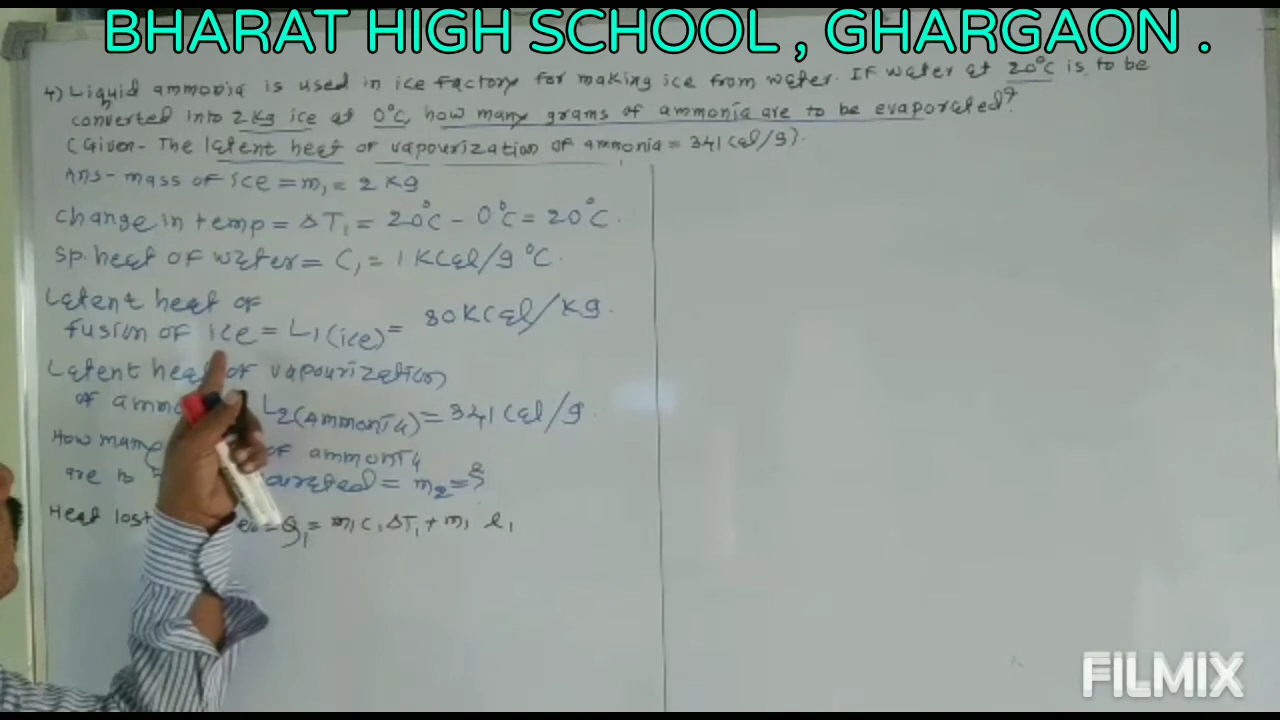 BHARAT HIGH SCHOOL , GHARGAON .
4) Liquid ammonia is used in ice factory for making ice from water. If water at 20°C is to be
converted into 2 kg ice at 0°C, how many grams of ammonia are to be evaporated?
(Given- The latent heat of vapourization of ammonia = 341 cal/g).
Ans- mass of ice = m₁ = 2 kg
change in temp = ΔT₁ = 20°C - 0°C = 20°C.
Sp. heat of water = C₁ = 1 Kcal/g °C.
Latent heat of
fusion of ice = L₁(ice) = 80 Kcal/kg.
Latent heat of vapourization
of ammo L₂(Ammonia) = 341 cal/g.
How many of ammonia
are to = m₂ = ?
Heat lost = Q₁ = m₁ c₁ ΔT₁ + m₁ l₁
FILMIX